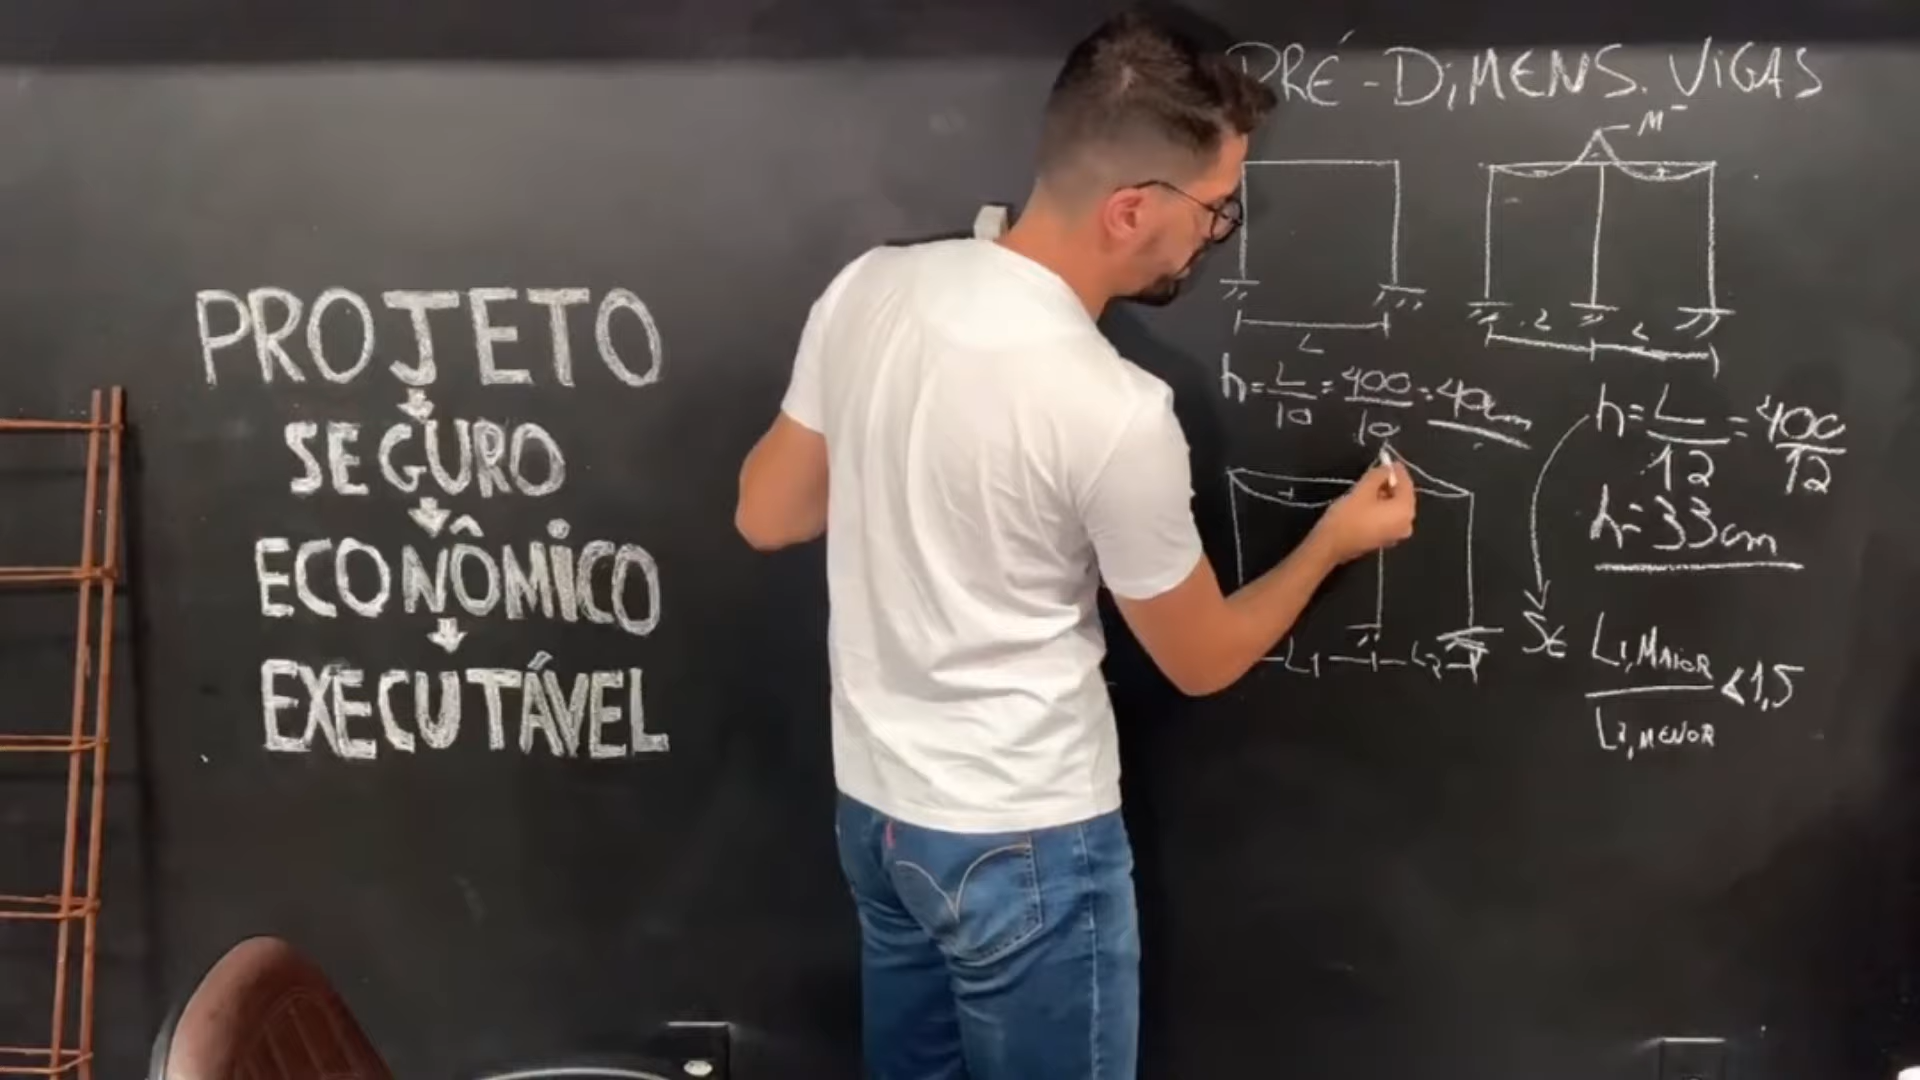 PROJETO
SEGURO
ECONÔMICO
EXECUTÁVEL
PRÉ-DIMENS. VIGAS
M-
L
L L
h = L/10 = 400/10 = 40cm
h = L/12 = 400/12
h = 33cm
L1 L2
SE L1,MAIOR / L2,MENOR < 1,5